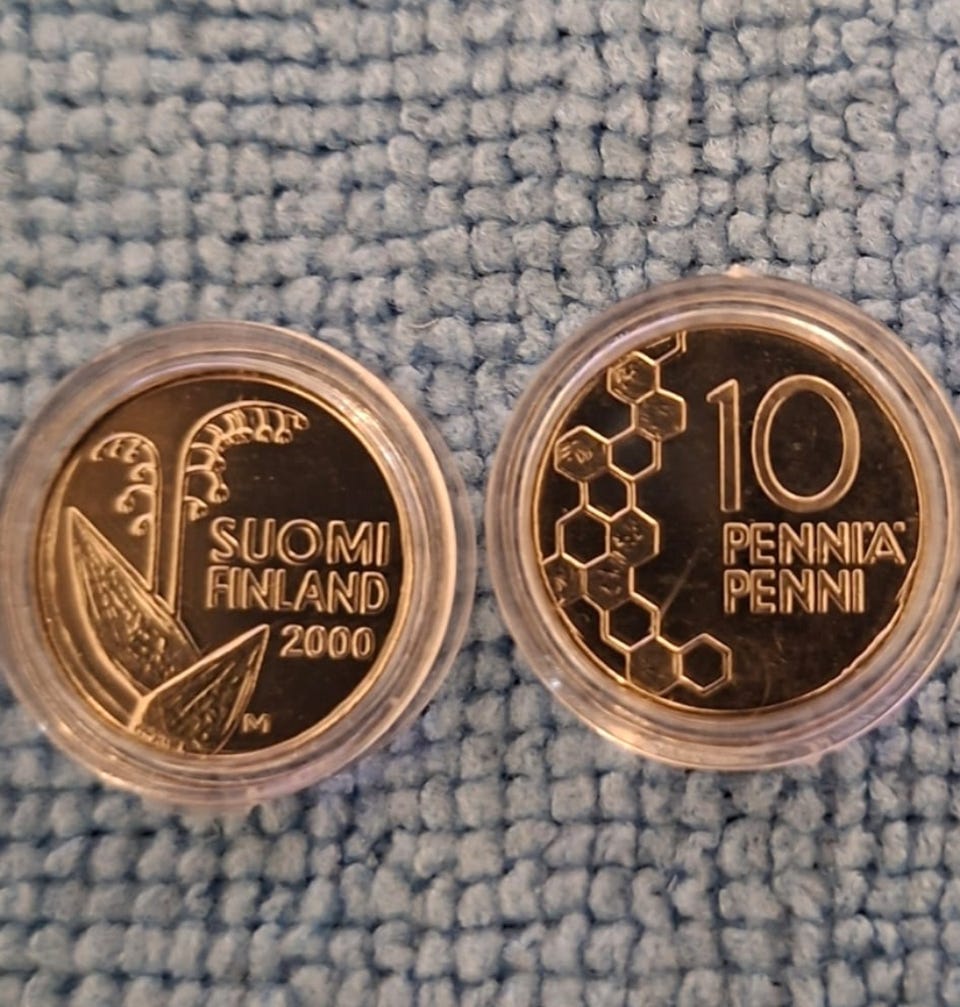 SUOMI
FINLAND
2000
M
10
PENNIÄ
PENNI